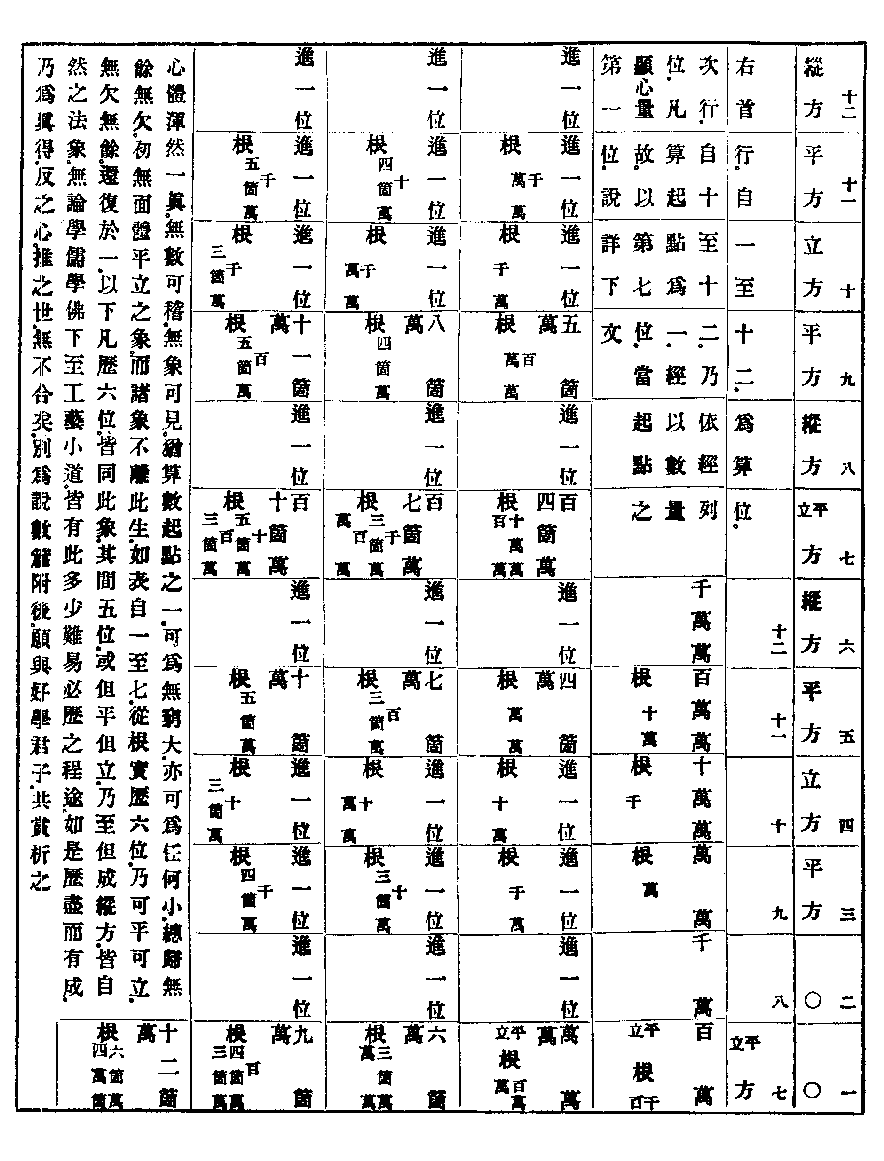 縱方 十二
平方 十一
立方 十
平方 九
縱方 八
平立方 七
縱方 六
平方 五
立方 四
平方 三
〇 二
〇 一
右首行自一至十二。為算位。
次行。自十至十二。乃依經列
位。凡算起點為一。經以數量
顯心量。故以第七位當起點之
第一位。說詳下文
十二
十一
十
九
八
平立方 七
千萬萬
百萬萬 根 十萬
十萬萬 根 千
萬萬 根 萬
千萬
百萬 平立根 千百
進一位
進一位 根 千萬萬
進一位 根 千萬
五萬箇 根 百萬萬
進一位
百四箇萬萬 根 十萬萬百萬
進一位
四萬箇 根 萬萬
進一位 根 十萬
進一位 根 千萬
進一位
萬萬萬 平立根 百萬萬
進一位
進一位 根 十四箇萬
進一位 根 千萬萬
八萬箇 根 四箇萬
進一位
百七箇萬 根 千三箇萬百萬
進一位
七萬箇 根 百三箇萬
進一位 根 十萬萬
進一位 根 十三箇萬
進一位
六萬箇 根 三箇萬萬萬
進一位
進一位 根 千五箇萬
進一位 根 千三箇萬
十一萬箇 根 百五箇萬
進一位
百十箇萬 根 十五箇萬百三箇萬
進一位
十萬箇 根 五箇萬
進一位 根 十三箇萬
進一位 根 千四箇萬
進一位
九萬箇 根 百四箇萬三箇萬
心體渾然一眞。無數可稽。無象可見。猶算數起點之一。可為無窮大。亦可為任何小。總歸無
餘無欠。初無面體平立之象。而諸象不離此生。如表自一至七。從根實歷六位。乃可平可立。
無欠無餘。還復於一。以下凡歷六位。皆同此象。其間五位。或但平但立。乃至但成縱方。皆自
然之法象。無論學儒學佛。下至工藝小道。皆有此多少難易必歷之程途。如是歷盡而有成。
乃為眞得。反之心。推之世。無不合矣。別為說數篇附後。願與好學君子。共賞析之
十二萬箇 根 六箇萬四萬箇